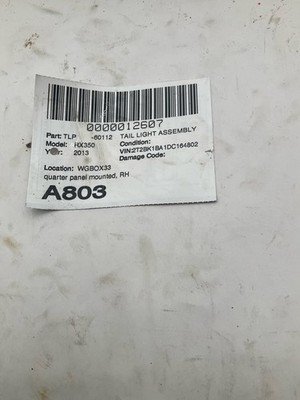 0000012607
Part: TLP -60112 TAIL LIGHT ASSEMBLY
Model: HX350 Condition:
Year: 2013 VIN:2T2BK1BA1DC164802
Damage Code:
Location: WGBOX33
quarter panel mounted, RH
A803